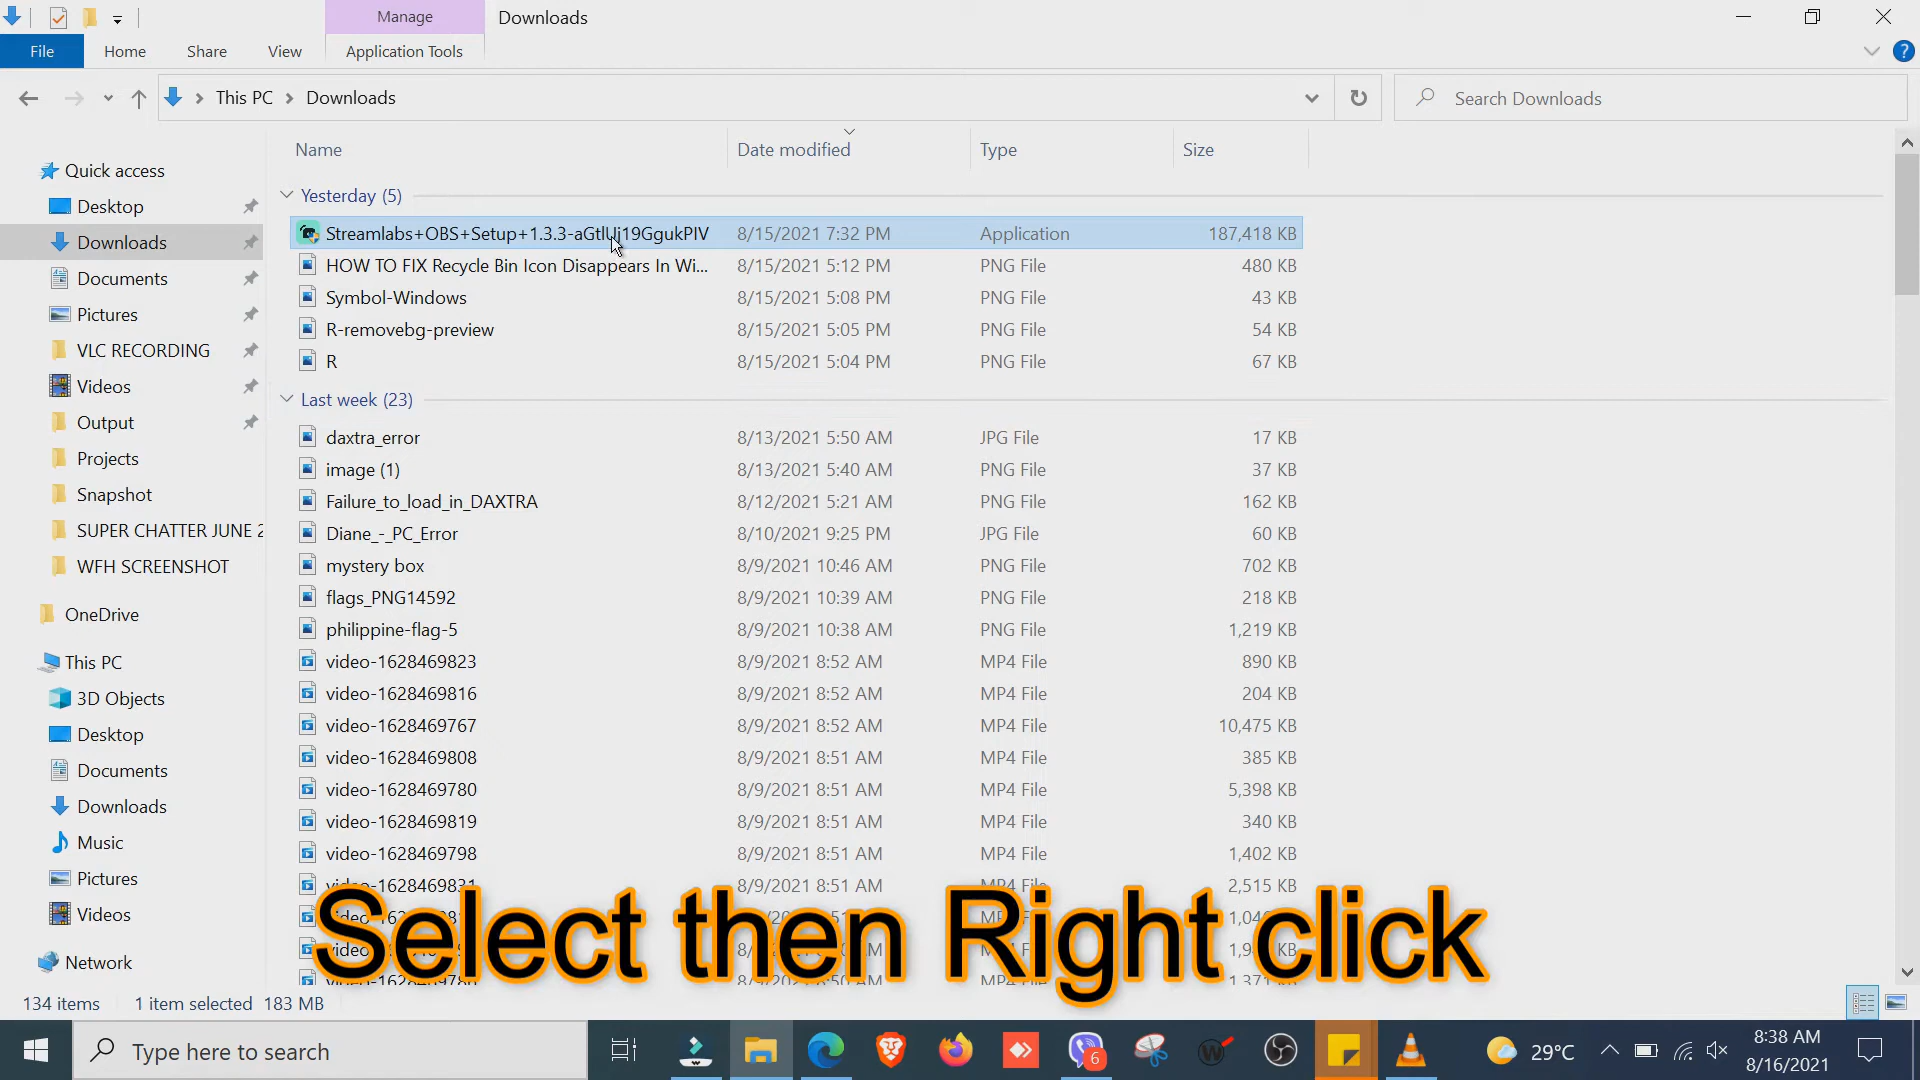 Manage
Downloads
File
Home
Share
View
Application Tools
This PC
Downloads
Search Downloads
Name
Date modified
Type
Size
Quick access
Desktop
Downloads
Documents
Pictures
VLC RECORDING
Videos
Output
Projects
Snapshot
SUPER CHATTER JUNE 2
WFH SCREENSHOT
OneDrive
This PC
3D Objects
Desktop
Documents
Downloads
Music
Pictures
Videos
Network
Yesterday (5)
Streamlabs+OBS+Setup+1.3.3-aGtlUj19GgukPIV 8/15/2021 7:32 PM Application 187,418 KB
HOW TO FIX Recycle Bin Icon Disappears In Wi... 8/15/2021 5:12 PM PNG File 480 KB
Symbol-Windows 8/15/2021 5:08 PM PNG File 43 KB
R-removebg-preview 8/15/2021 5:05 PM PNG File 54 KB
R 8/15/2021 5:04 PM PNG File 67 KB
Last week (23)
daxtra_error 8/13/2021 5:50 AM JPG File 17 KB
image (1) 8/13/2021 5:40 AM PNG File 37 KB
Failure_to_load_in_DAXTRA 8/12/2021 5:21 AM PNG File 162 KB
Diane_-_PC_Error 8/10/2021 9:25 PM JPG File 60 KB
mystery box 8/9/2021 10:46 AM PNG File 702 KB
flags_PNG14592 8/9/2021 10:39 AM PNG File 218 KB
philippine-flag-5 8/9/2021 10:38 AM PNG File 1,219 KB
video-1628469823 8/9/2021 8:52 AM MP4 File 890 KB
video-1628469816 8/9/2021 8:52 AM MP4 File 204 KB
video-1628469767 8/9/2021 8:52 AM MP4 File 10,475 KB
video-1628469808 8/9/2021 8:51 AM MP4 File 385 KB
video-1628469780 8/9/2021 8:51 AM MP4 File 5,398 KB
video-1628469819 8/9/2021 8:51 AM MP4 File 340 KB
video-1628469798 8/9/2021 8:51 AM MP4 File 1,402 KB
video-1628469831 8/9/2021 8:51 AM MP4 File 2,515 KB
Select then Right click
134 items 1 item selected 183 MB
Type here to search
6
29°C
8:38 AM
8/16/2021